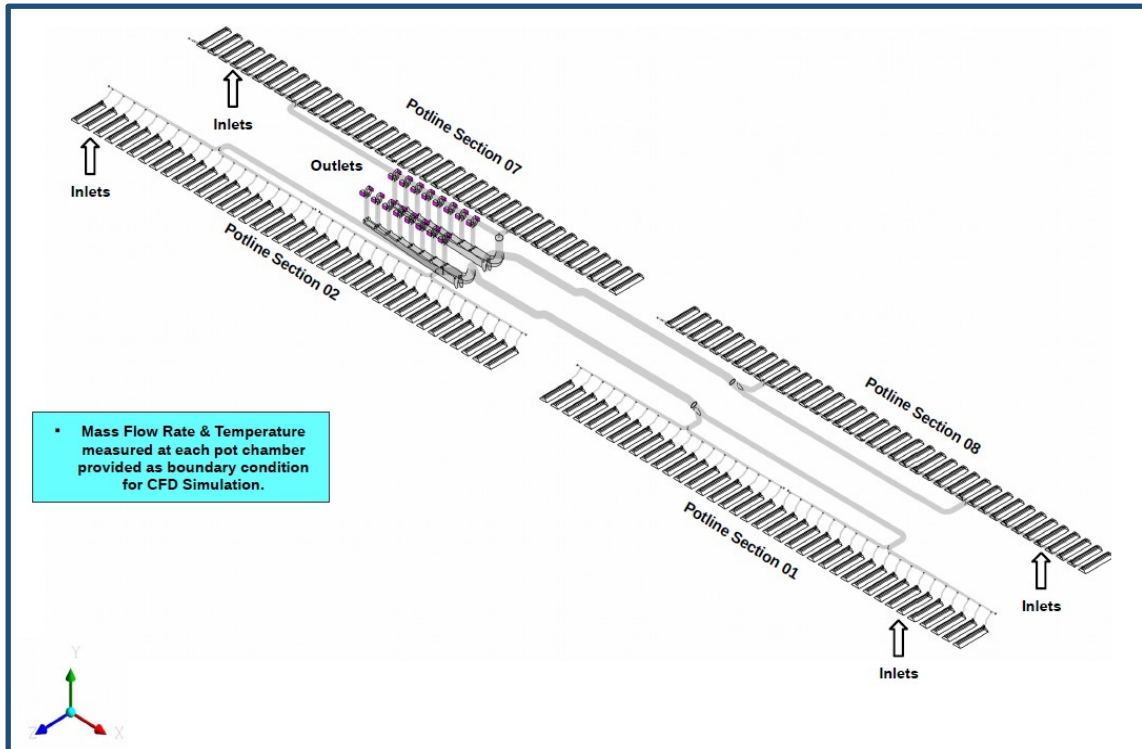 Potline Section 07
Inlets
Outlets
Inlets
Potline Section 02
Potline Section 08
▪ Mass Flow Rate & Temperature
measured at each pot chamber
provided as boundary condition
for CFD Simulation.
Potline Section 01
Inlets
Inlets
Y
Z
X